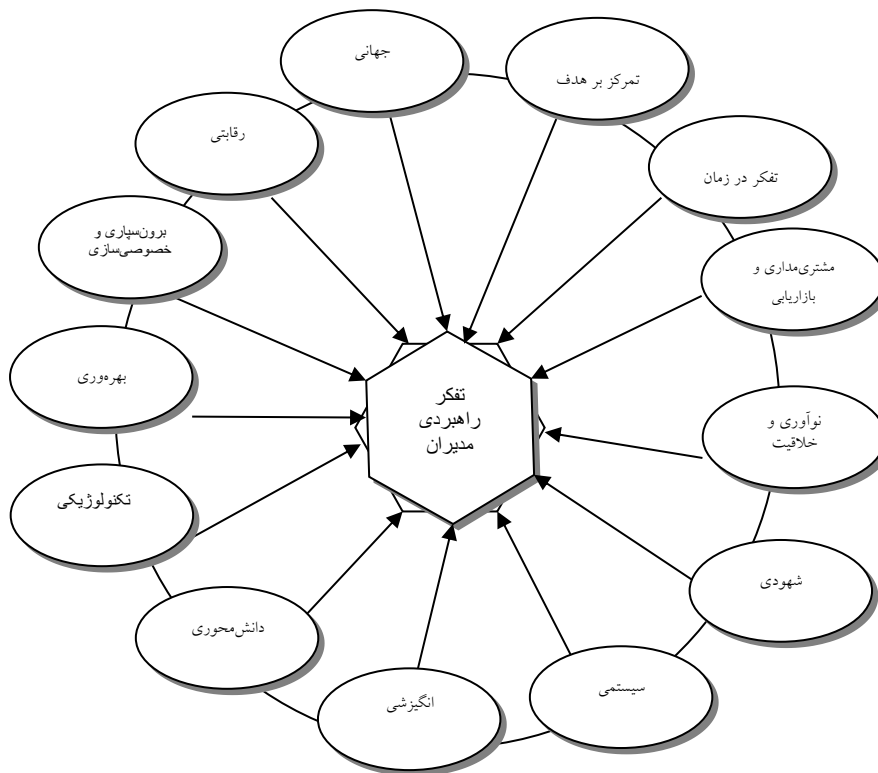 جهانی
تمرکز بر هدف
تفکر در زمان
مشتری‌مداری و
بازاریابی
نوآوری و
خلاقیت
شهودی
سیستمی
انگیزشی
دانش‌محوری
تکنولوژیکی
بهره‌وری
برون‌سپاری و
خصوصی‌سازی
رقابتی
تفکر
راهبردی
مدیران